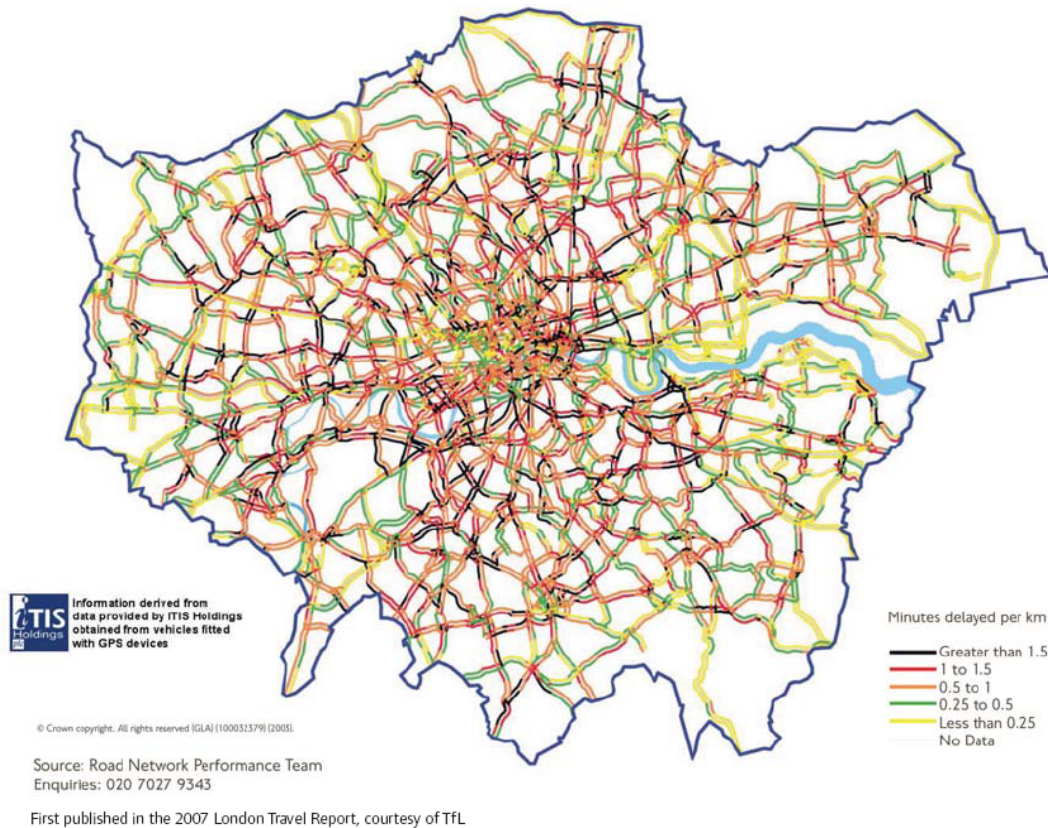 iTIS
Holdings
plc
Information derived from
data provided by ITIS Holdings
obtained from vehicles fitted
with GPS devices
Minutes delayed per km
Greater than 1.5
1 to 1.5
0.5 to 1
0.25 to 0.5
Less than 0.25
No Data
© Crown copyright. All rights reserved (GLA) (100032379) (2003).
Source: Road Network Performance Team
Enquiries: 020 7027 9343
First published in the 2007 London Travel Report, courtesy of TfL